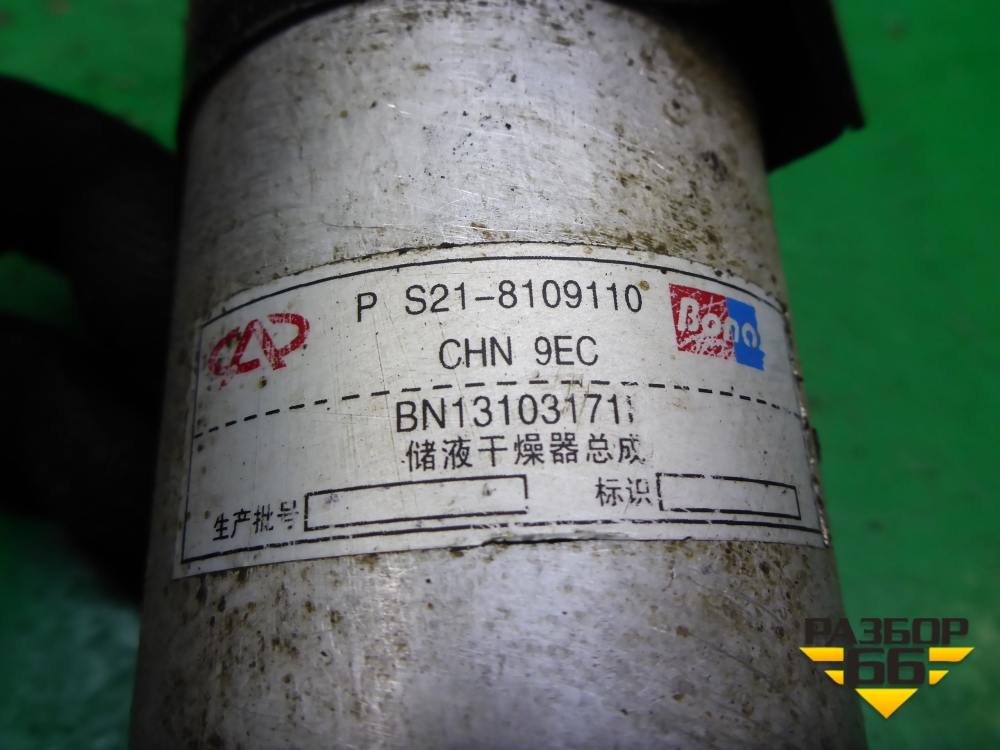 P S21-8109110
Bono
CHN 9EC
BN13103171
储液干燥器总成
生产批号
标识
РАЗБОР
66